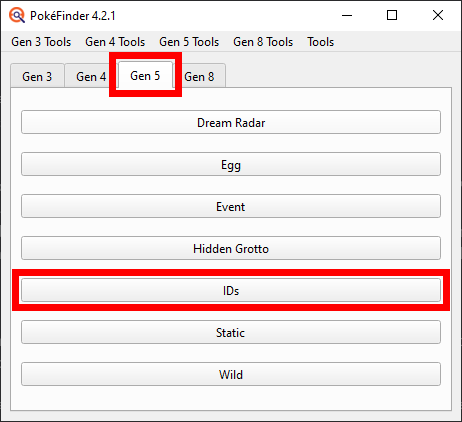 PokéFinder 4.2.1
Gen 3 Tools Gen 4 Tools Gen 5 Tools Gen 8 Tools Tools
Gen 3 Gen 4 Gen 5 Gen 8
Dream Radar
Egg
Event
Hidden Grotto
IDs
Static
Wild